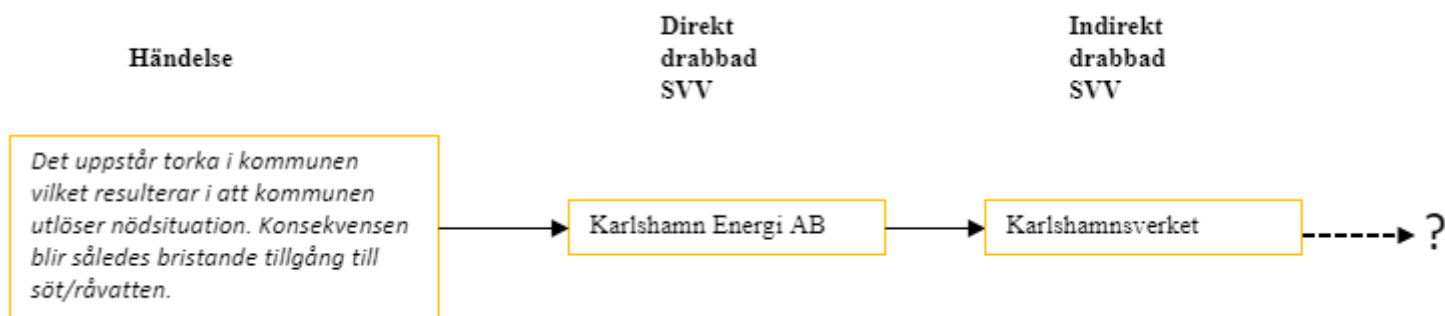 Händelse
Direkt
drabbad
SVV
Indirekt
drabbad
SVV
Det uppstår torka i kommunen
vilket resulterar i att kommunen
utlöser nödsituation. Konsekvensen
blir således bristande tillgång till
söt/råvatten.
Karlshamn Energi AB
Karlshamnsverket
?